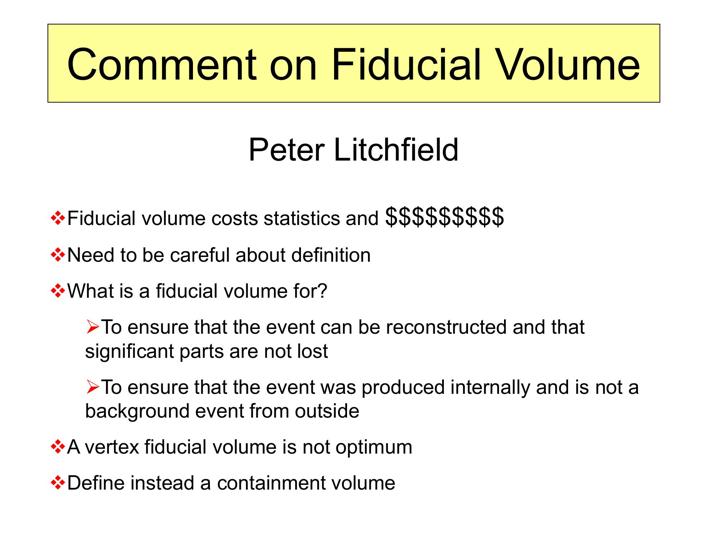 Comment on Fiducial Volume
Peter Litchfield
❖Fiducial volume costs statistics and $$$$$$$$$
❖Need to be careful about definition
❖What is a fiducial volume for?
➢To ensure that the event can be reconstructed and that
significant parts are not lost
➢To ensure that the event was produced internally and is not a
background event from outside
❖A vertex fiducial volume is not optimum
❖Define instead a containment volume